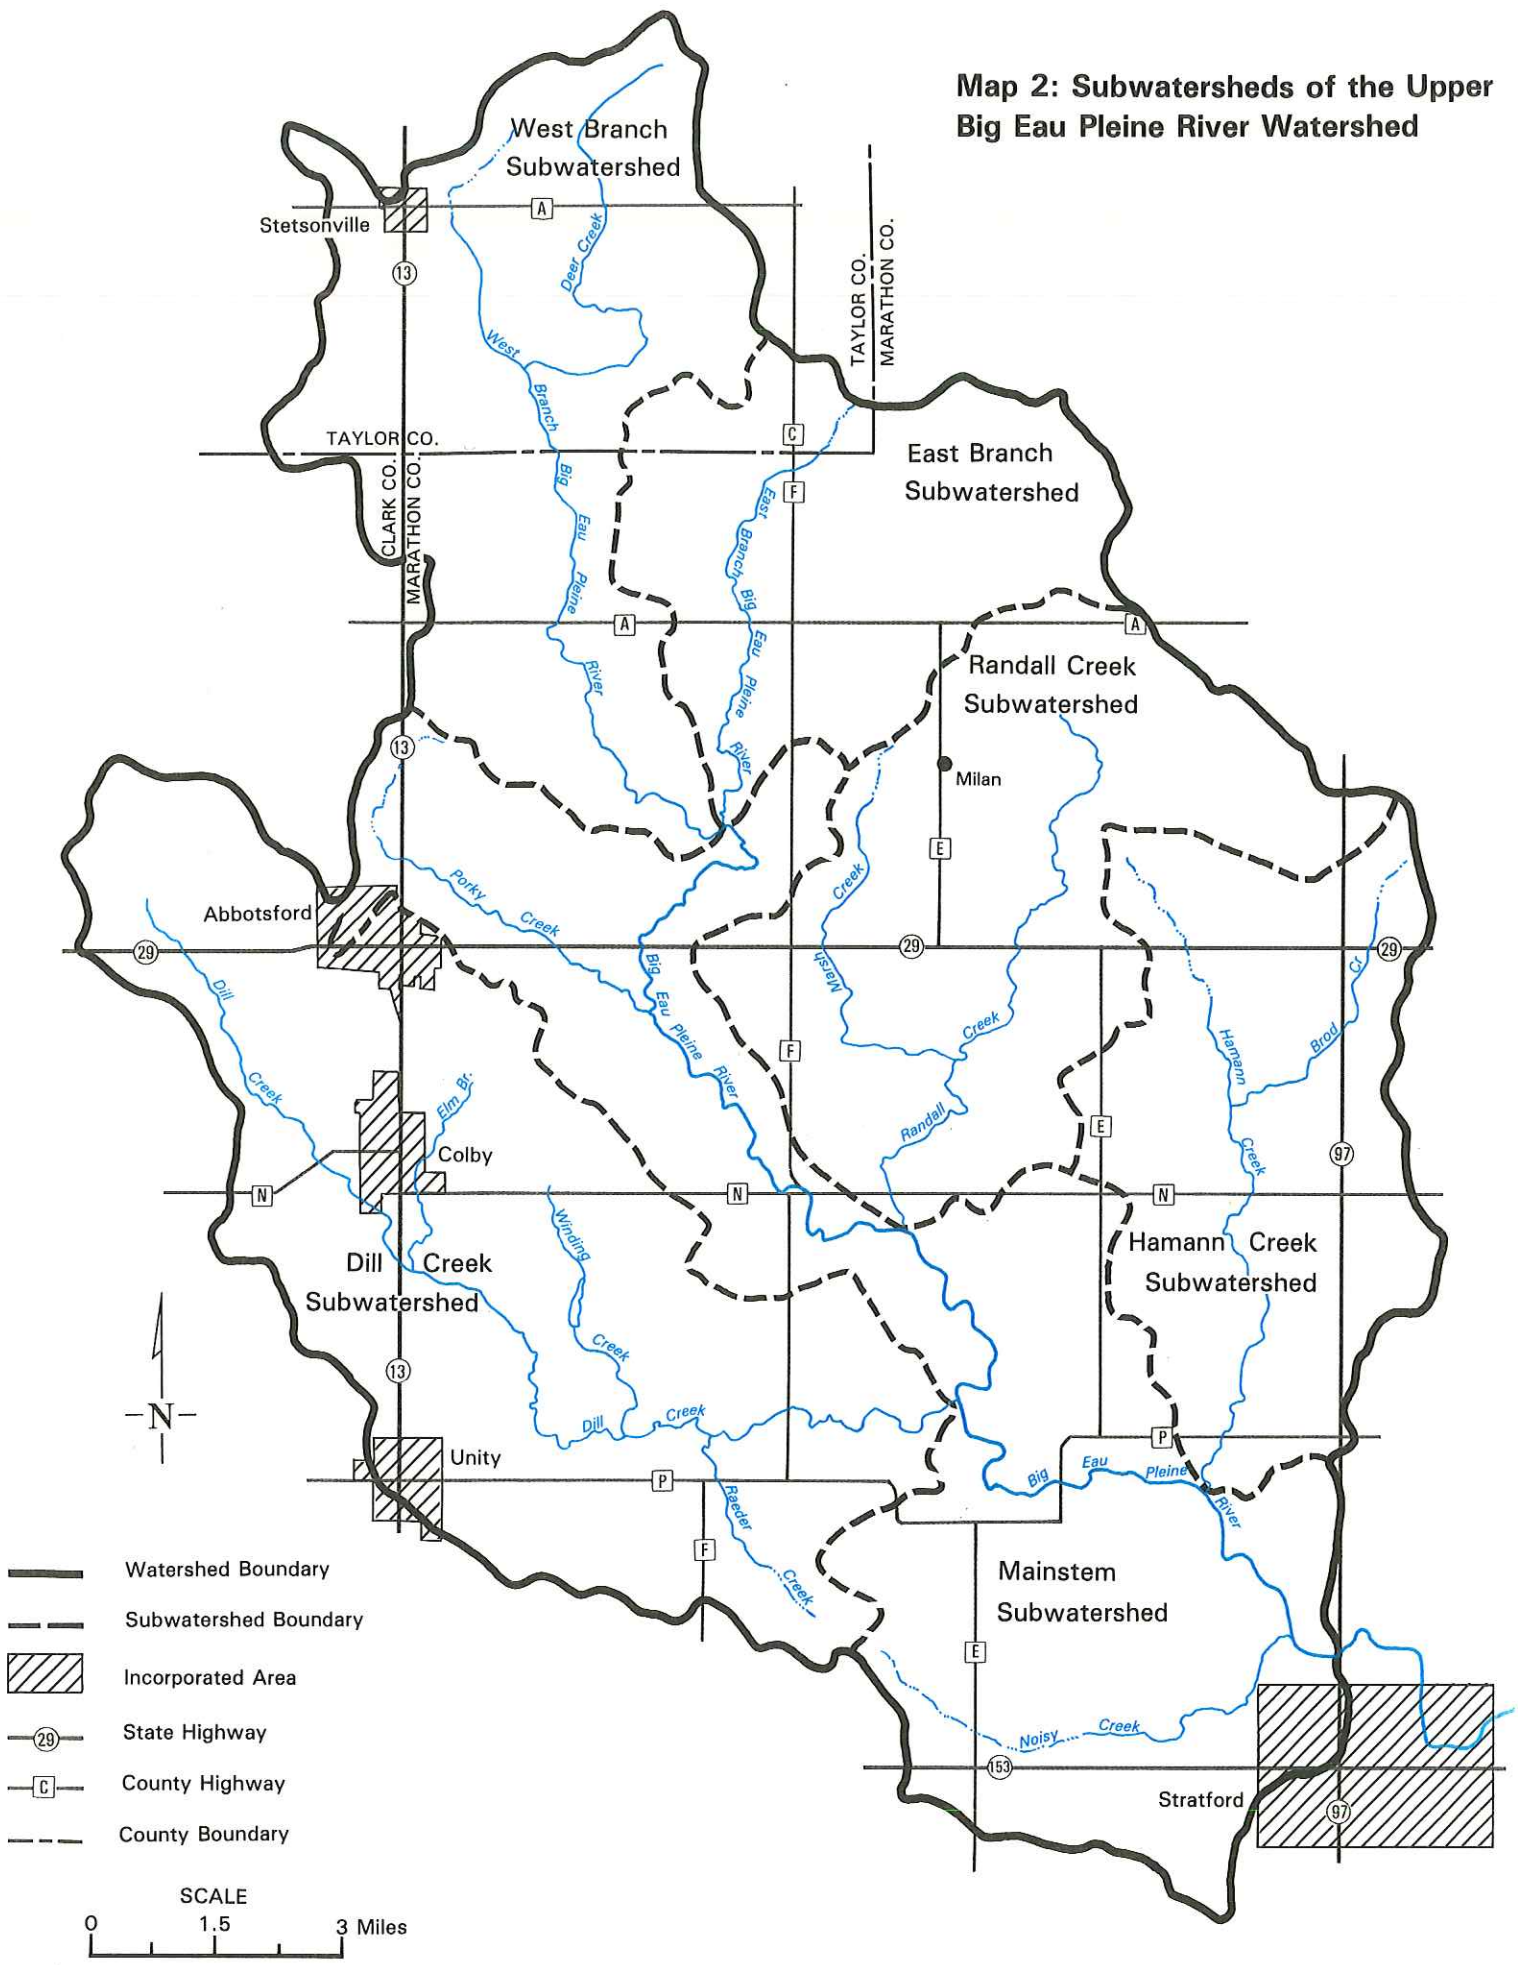 Map 2: Subwatersheds of the Upper
Big Eau Pleine River Watershed
West Branch
Subwatershed
A
Stetsonville
13
Deer Creek
TAYLOR CO.
MARATHON CO.
West
Branch
Big
Eau
Pleine
River
C
TAYLOR CO.
CLARK CO.
MARATHON CO.
F
East
Branch
Big
Eau
Pleine
River
East Branch
Subwatershed
A
A
Randall Creek
Subwatershed
13
Milan
E
Porky
Creek
Marsh
Creek
Abbotsford
29
29
29
Dill
Creek
Big
Eau
Pleine
River
F
Randall
Creek
Hamann
Creek
Brod
Cr
Elm Br.
Colby
E
97
N
N
N
Winding
Creek
Dill Creek
Subwatershed
Hamann Creek
Subwatershed
N
13
Dill
Creek
Unity
P
P
Big
Eau
Pleine
River
Raeder
Creek
F
Mainstem
Subwatershed
E
Noisy
Creek
153
Stratford
97
Watershed Boundary
Subwatershed Boundary
Incorporated Area
29
State Highway
C
County Highway
County Boundary
SCALE
0 1.5 3 Miles